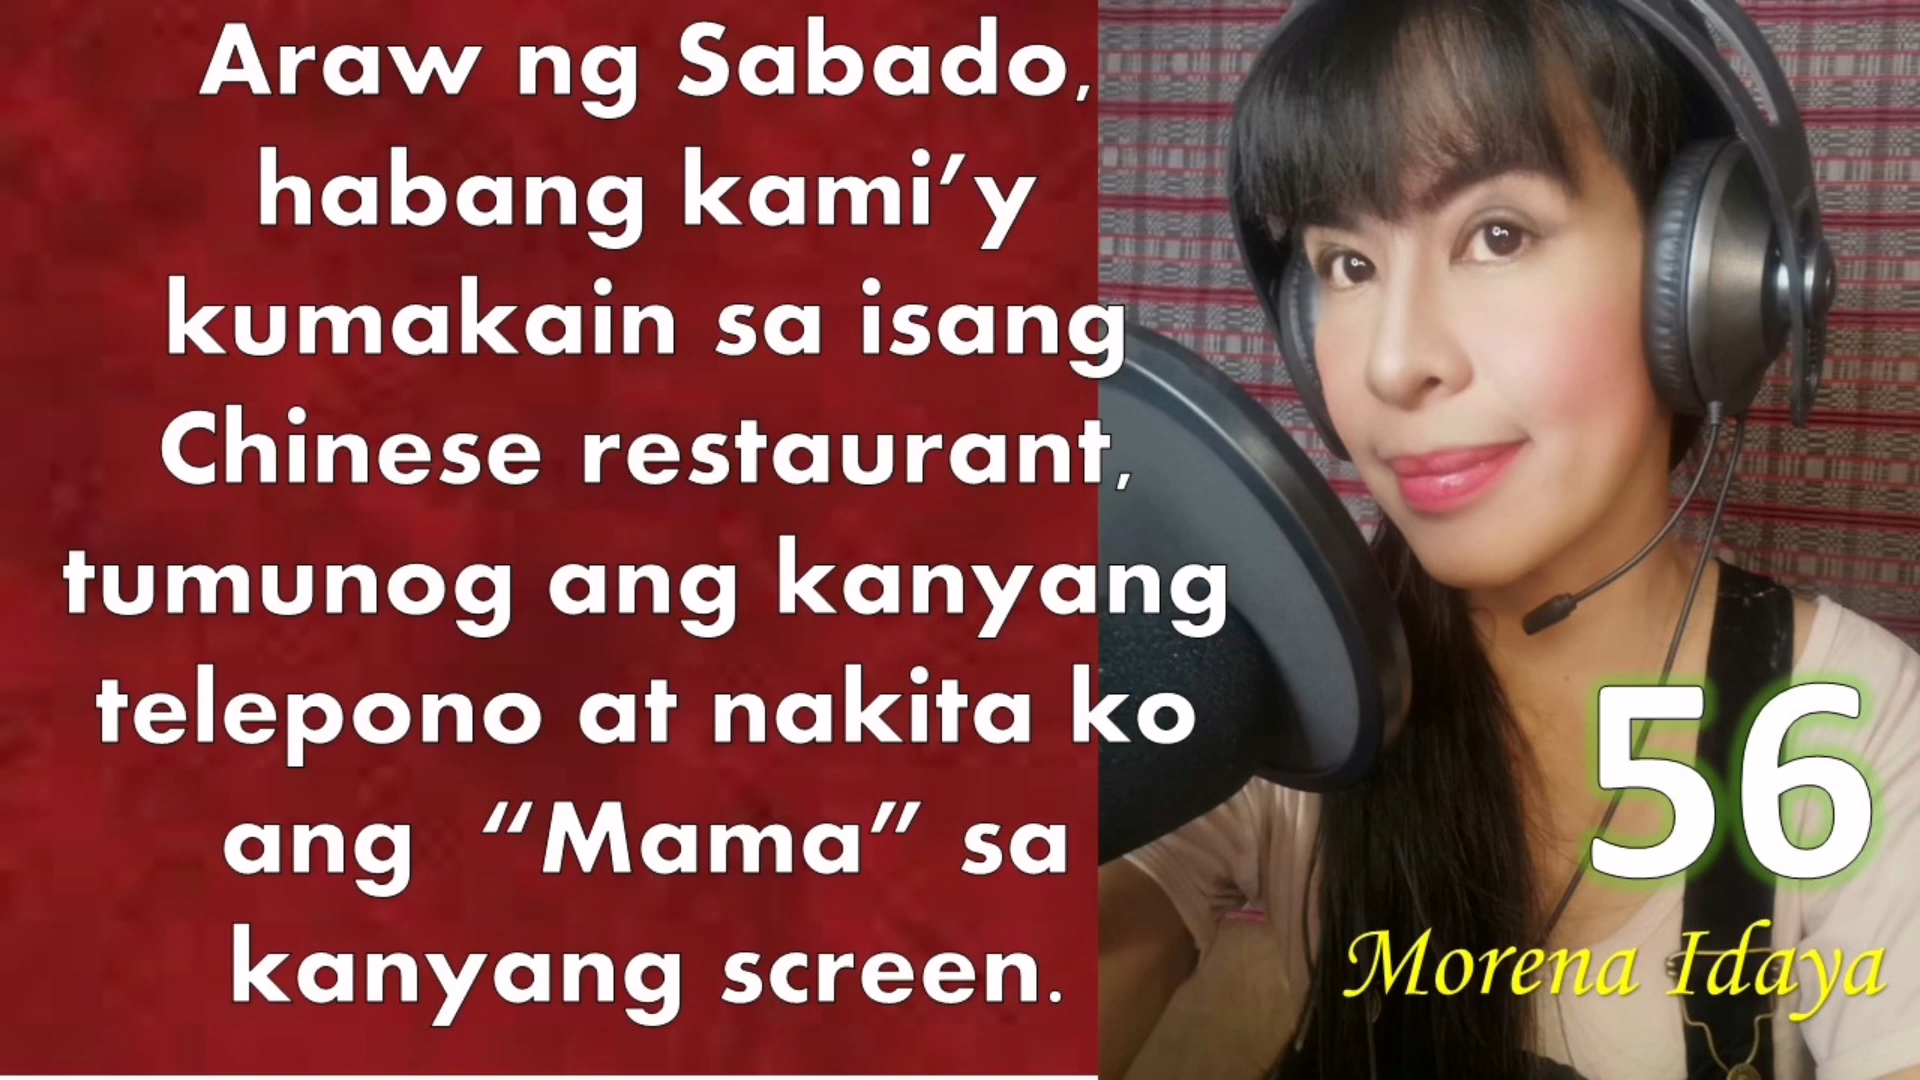 Araw ng Sabado,
habang kami’y
kumakain sa isang
Chinese restaurant,
tumunog ang kanyang
telepono at nakita ko
ang “Mama” sa
kanyang screen.
56
Morena Idaya